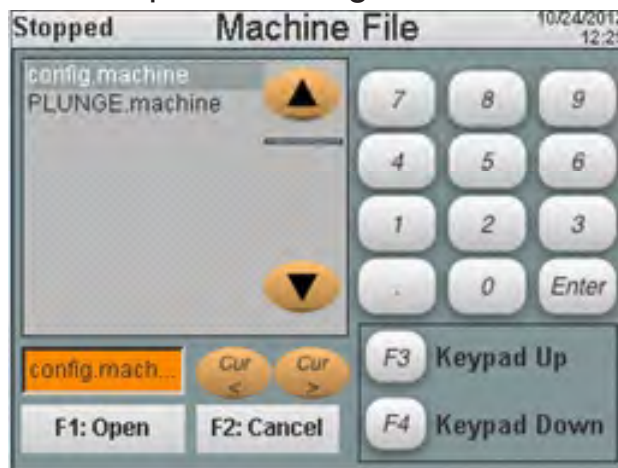 Stopped
Machine File
10/24/201
12:2
config.machine
PLUNGE.machine
7 8 9
4 5 6
1 2 3
. 0 Enter
config.mach...
Cur < Cur >
F3 Keypad Up
F1: Open F2: Cancel
F4 Keypad Down